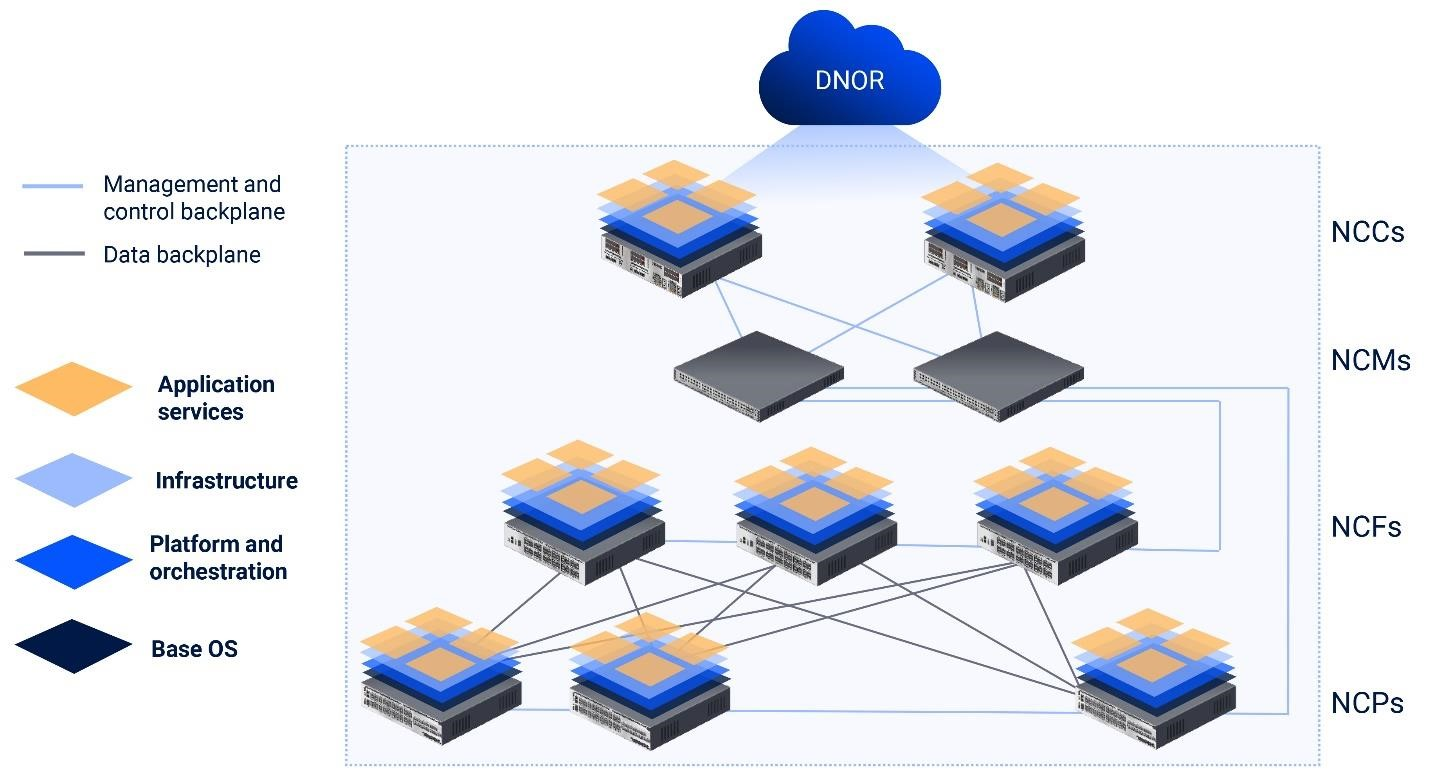 DNOR
Management and
control backplane
Data backplane
Application
services
Infrastructure
Platform and
orchestration
Base OS
NCCs
NCMs
NCFs
NCPs